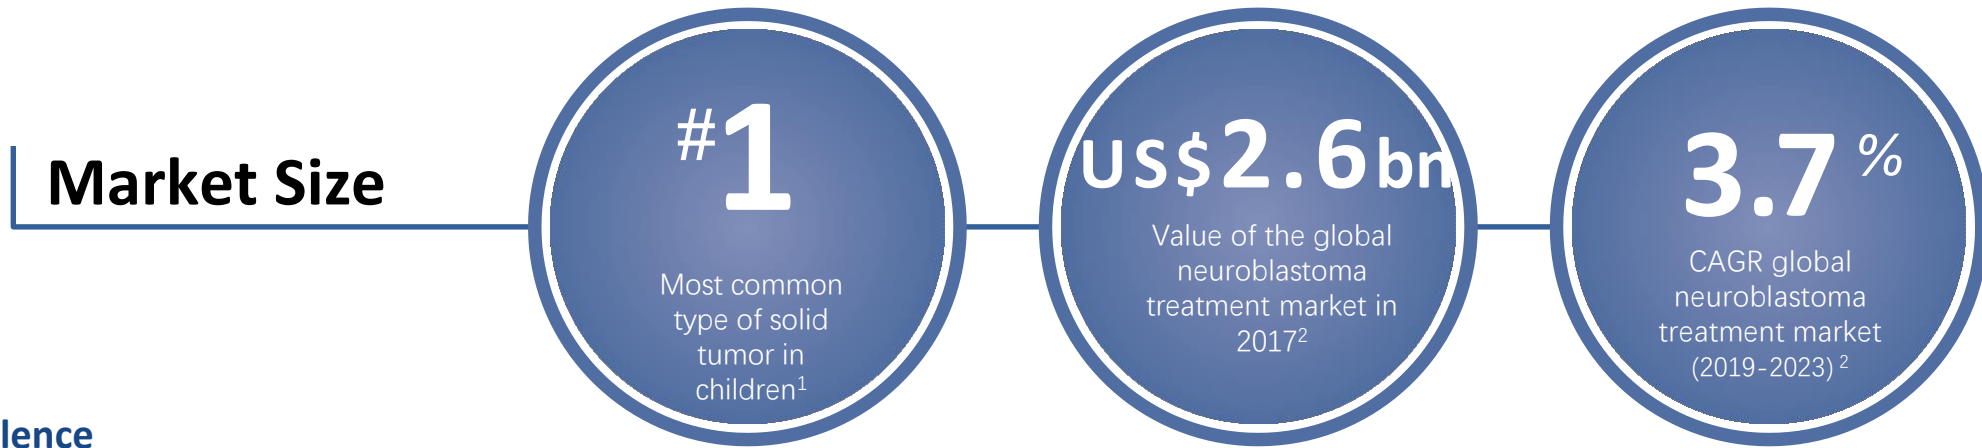 Market Size
#1
Most common
type of solid
tumor in
children1
US$2.6bn
Value of the global
neuroblastoma
treatment market in
20172
3.7 %
CAGR global
neuroblastoma
treatment market
(2019-2023) 2
lence